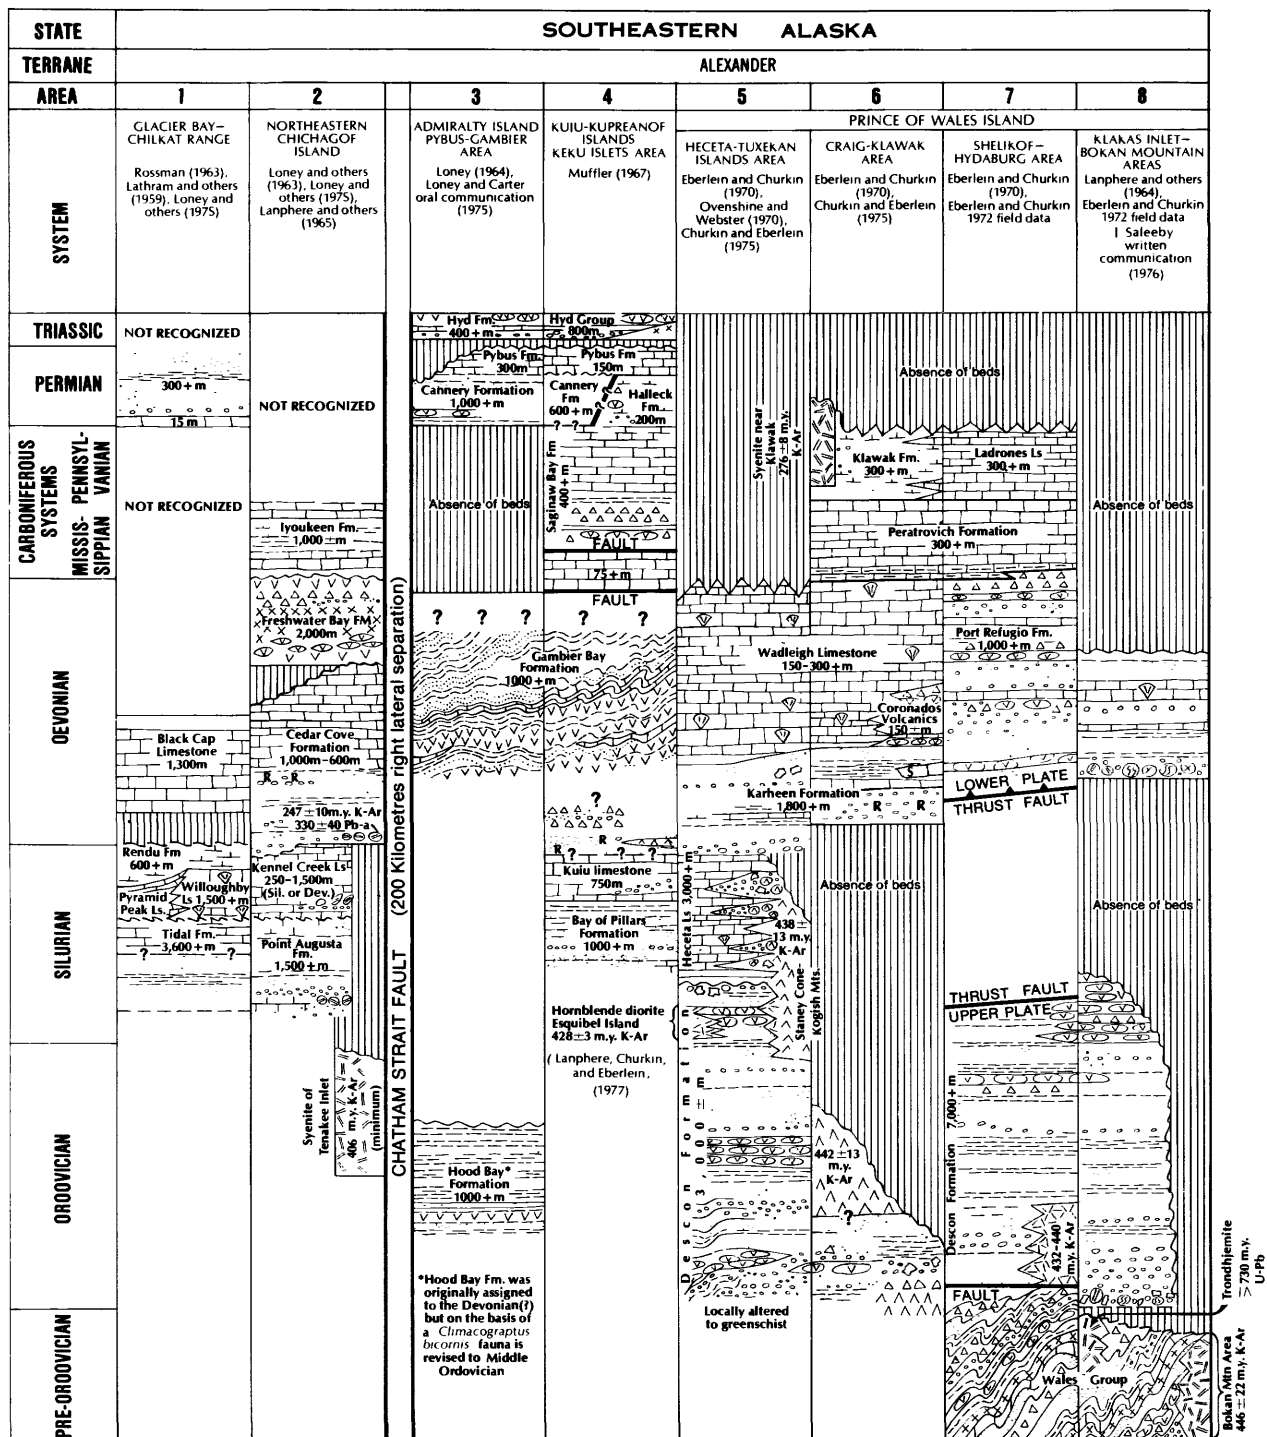 STATE
SOUTHEASTERN ALASKA
TERRANE
ALEXANDER
AREA
1
2
3
4
5
6
7
8
SYSTEM
PRINCE OF WALES ISLAND
GLACIER BAY–
CHILKAT RANGE
Rossman (1963).
Lathram and others
(1959), Loney and
others (1975)
NORTHEASTERN
CHICHAGOF
ISLAND
Loney and others
(1963), Loney and
others (1975),
Lanphere and others
(1965)
ADMIRALTY ISLAND
PYBUS-GAMBIER
AREA
Loney (1964),
Loney and Carter
oral communication
(1975)
KUIU-KUPREANOF
ISLANDS
KEKU ISLETS AREA
Muffler (1967)
HECETA-TUXEKAN
ISLANDS AREA
Eberlein and Churkin
(1970),
Ovenshine and
Webster (1970),
Churkin and Eberlein
(1975)
CRAIG-KLAWAK
AREA
Eberlein and Churkin
(1970),
Churkin and Eberlein
(1975)
SHELIKOF–
HYDABURG AREA
Eberlein and Churkin
(1970),
Eberlein and Churkin
1972 field data
KLAKAS INLET–
BOKAN MOUNTAIN
AREAS
Lanphere and others
(1964),
Eberlein and Churkin
1972 field data
J Saleeby
written
communication
(1976)
TRIASSIC
PERMIAN
CARBONIFEROUS
SYSTEMS
MISSIS- PENNSYL-
SIPPIAN VANIAN
DEVONIAN
SILURIAN
ORDOVICIAN
PRE-ORDOVICIAN
NOT RECOGNIZED
300 + m
15 m
NOT RECOGNIZED
Black Cap
Limestone
1,300m
Rendu Fm
600 + m
Willoughby
Ls 1,500 + m
Pyramid
Peak Ls.
Tidal Fm.
3,600 + m
? ?
NOT RECOGNIZED
Iyoukeen Fm.
1,000 ± m
Freshwater Bay FM
2,000m
Cedar Cove
Formation
1,000m–600m
R R
247 ± 10m.y. K-Ar
330 ± 40 Pb-a
Kennel Creek Ls
250–1,500m
(Sil. or Dev.)
Point Augusta
Fm.
1,500 + m
Syenite of
Tenakee Inlet
406 m.y. K-Ar
(minimum)
CHATHAM STRAIT FAULT (200 Kilometres right lateral separation)
Hyd Fm.
400 + m
Pybus Fm.
300m
Cannery Formation
1,000 + m
Absence of beds
? ? ?
Gambier Bay
Formation
1000 + m
Hood Bay*
Formation
1000 + m
*Hood Bay Fm. was
originally assigned
to the Devonian(?)
but on the basis of
a Climacograptus
bicornis fauna is
revised to Middle
Ordovician
Hyd Group
800m
Pybus Fm
150m
Cannery
Fm
600 + m
Halleck
Fm
200m
? ?
Saginaw Bay Fm
400 + m
FAULT
75 + m
FAULT
? ?
?
R
R ? ? ?
Kuiu limestone
750m
Bay of Pillars
Formation
1000 + m
Hornblende diorite
Esquibel Island
428 ± 3 m.y. K-Ar
(Lanphere, Churkin,
and Eberlein,
(1977)
Syenite near
Klawak
276 ± 8 m.y.
K-Ar
Wadleigh Limestone
150-300 + m
Karheen Formation
1,800 + m
R R
Heceta Ls 3,000 + m
438 ±
13 m.y.
K-Ar
Staney Cone-
Kogish Mts.
Descon Formation
3,000 ± m
Locally altered
to greenschist
Absence of beds
Klawak Fm.
300 + m
Peratrovich Formation
300 + m
Coronados
Volcanics
150 ± m
S
Absence of beds
442 ± 13
m.y.
K-Ar
?
Ladrones Ls
300 + m
Port Refugio Fm.
1,000 + m
LOWER PLATE
THRUST FAULT
THRUST FAULT
UPPER PLATE
Descon Formation 7,000 + m
432-440
m.y. K-Ar
FAULT
Wales Group
Absence of beds
Absence of beds
Trondhjemite
> 730 m.y.
U-Pb
Bokan Mtn Area
446 ± 22 m.y. K-Ar